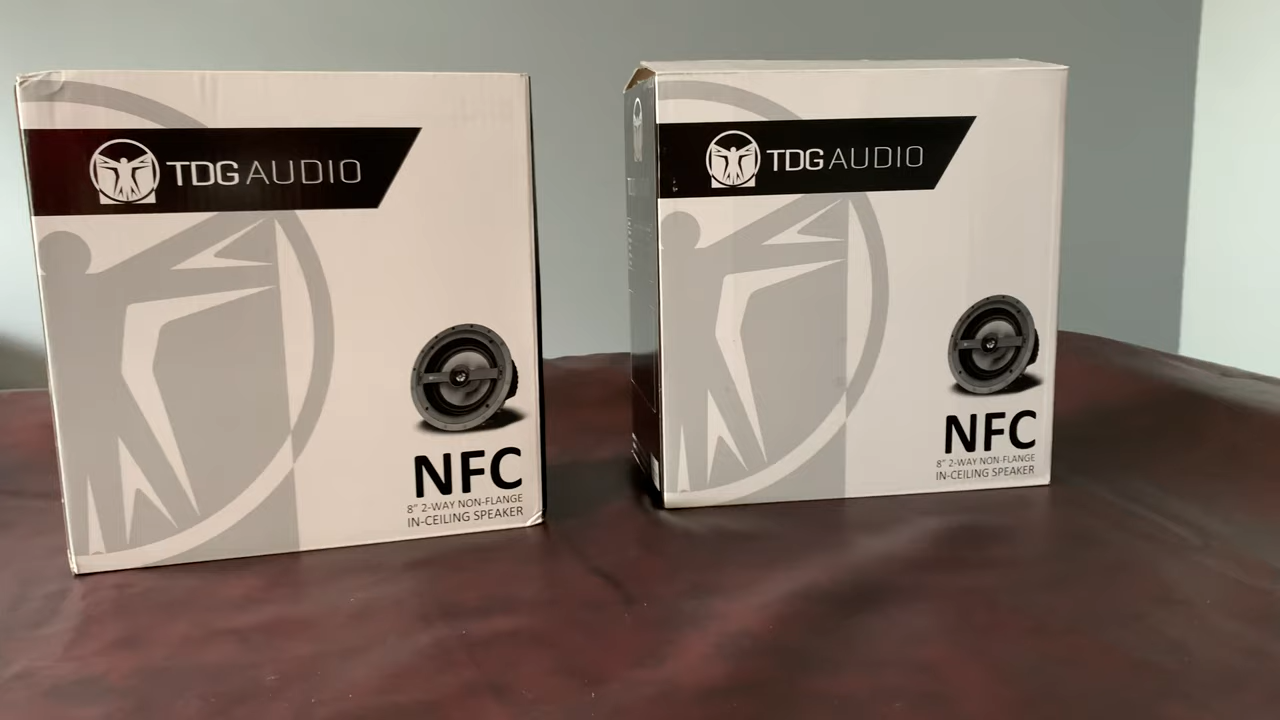 TDG AUDIO
NFC
8" 2-WAY NON-FLANGE
IN-CEILING SPEAKER
TDG AUDIO
NFC
8" 2-WAY NON-FLANGE
IN-CEILING SPEAKER